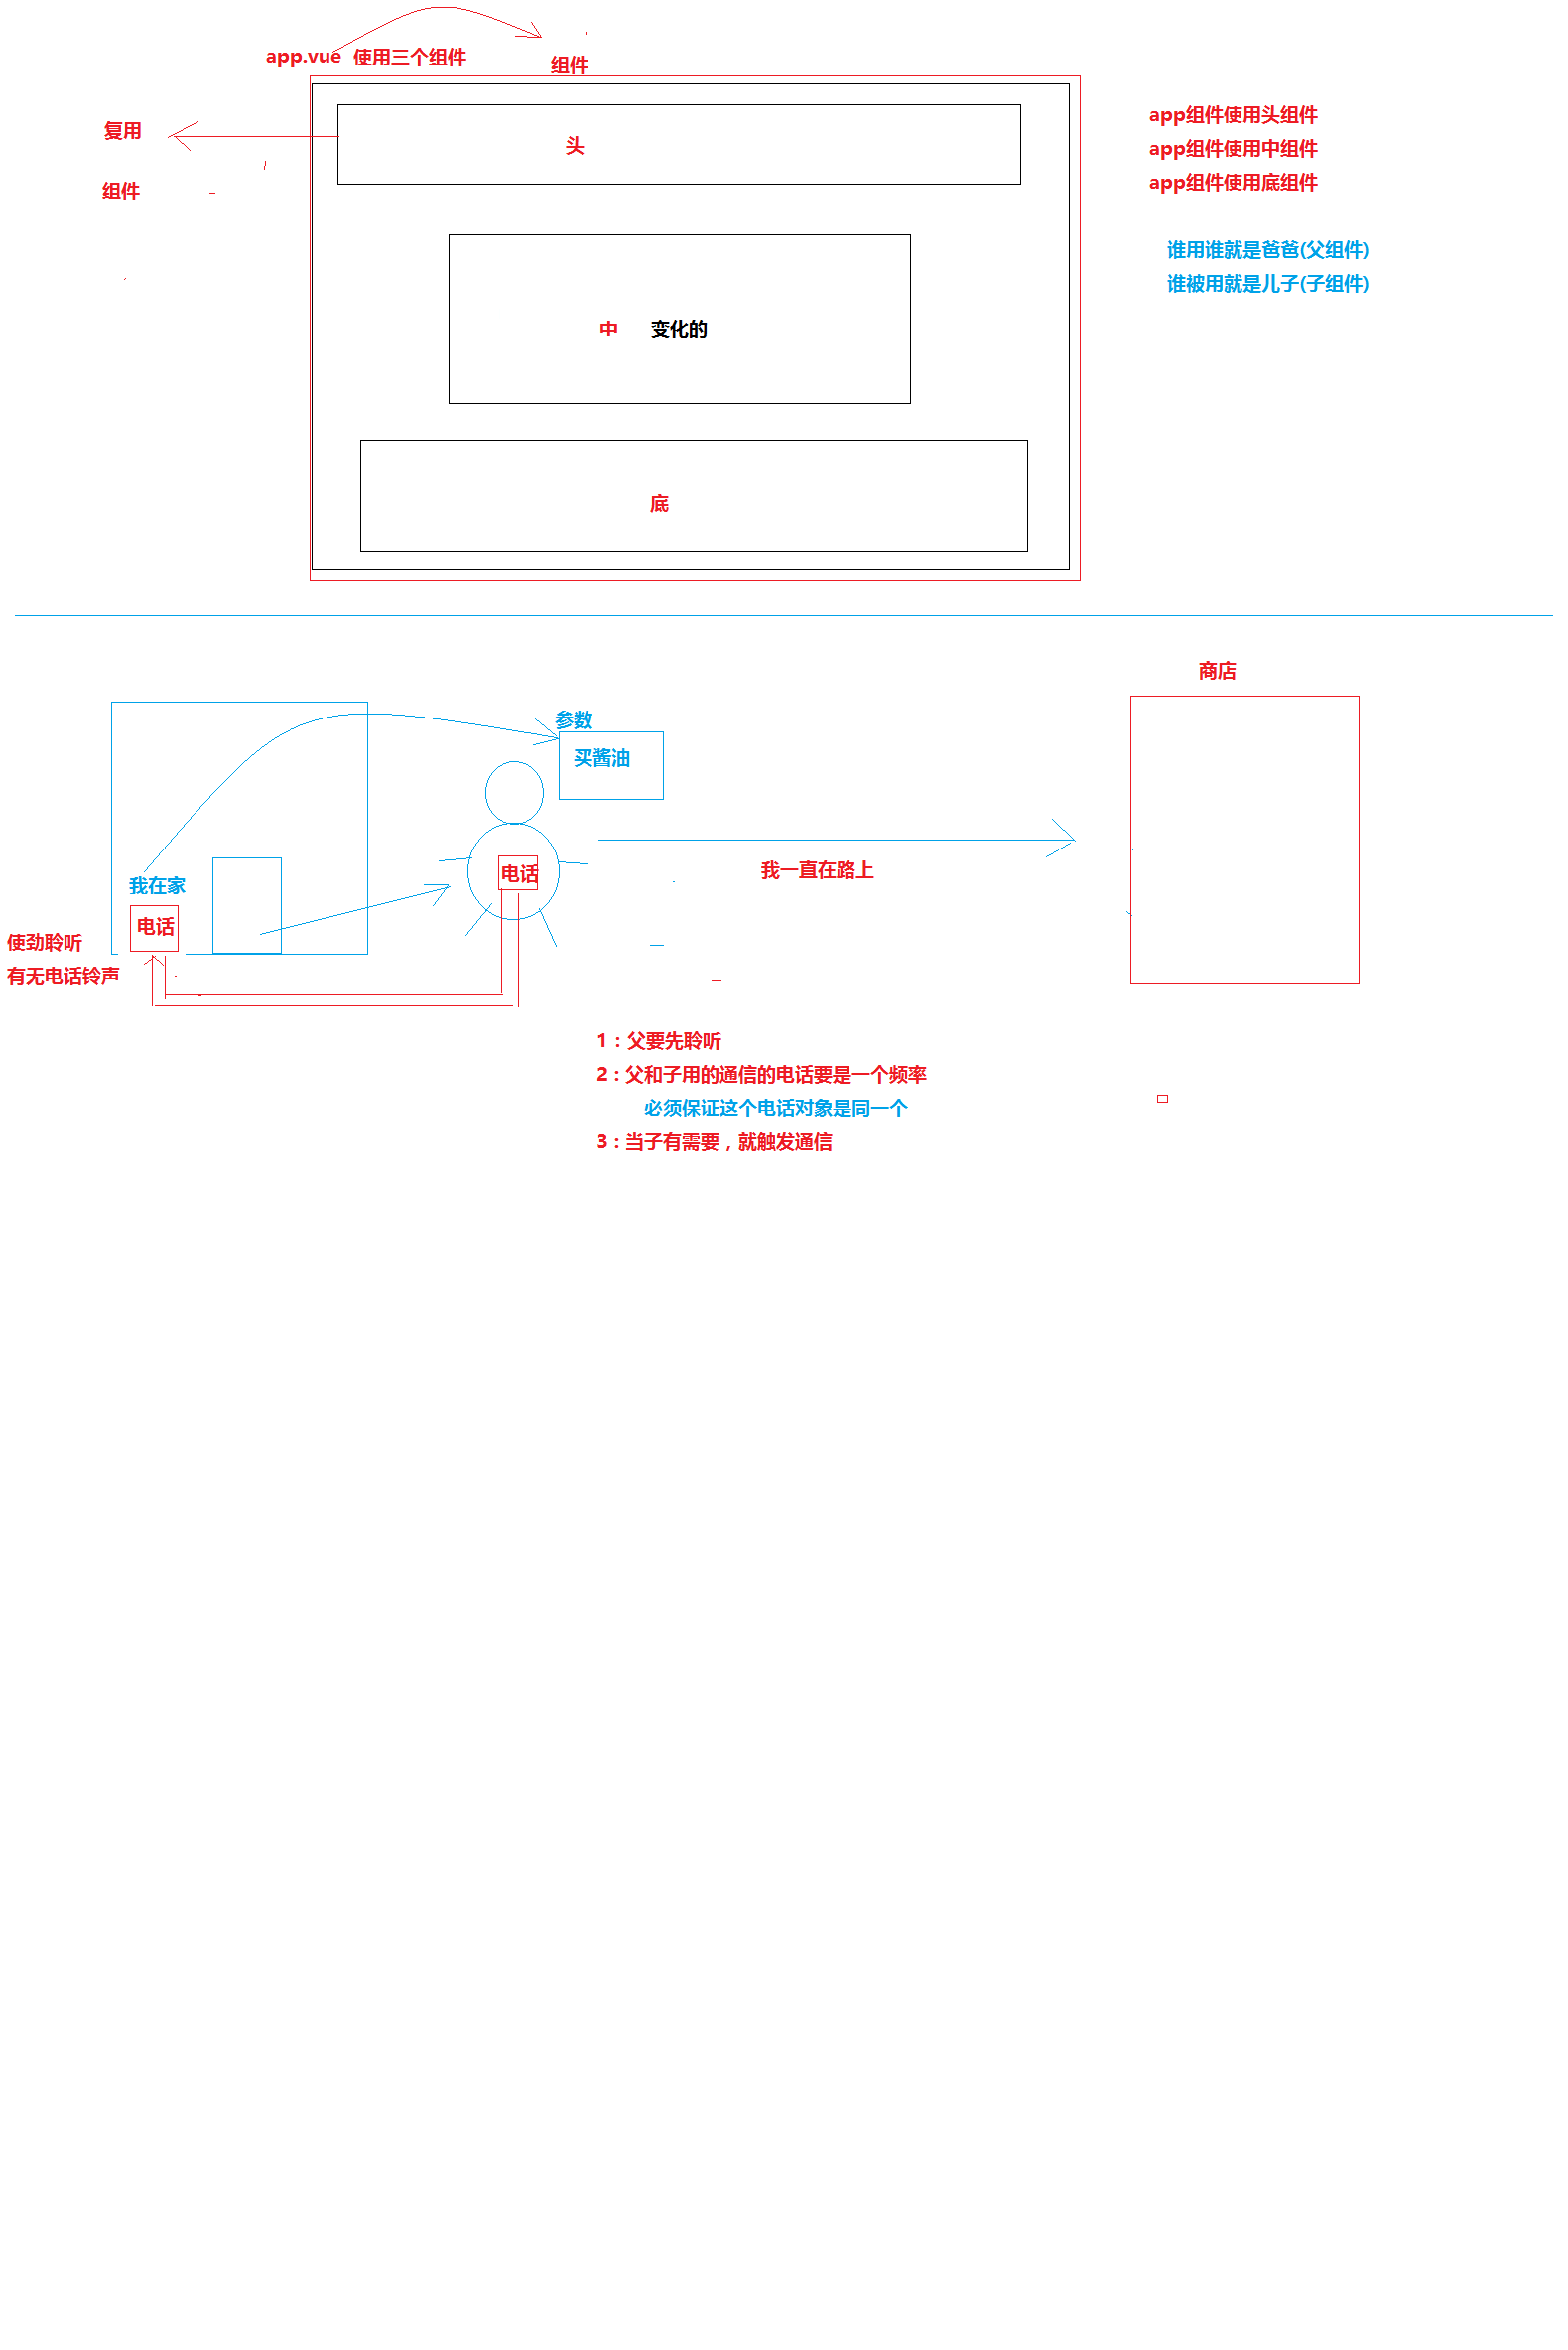 app.vue 使用三个组件
组件
复用
组件
头
中 变化的
底
app组件使用头组件
app组件使用中组件
app组件使用底组件
谁用谁就是爸爸(父组件)
谁被用就是儿子(子组件)
商店
参数
买酱油
电话
我一直在路上
我在家
电话
使劲聆听
有无电话铃声
1：父要先聆听
2：父和子用的通信的电话要是一个频率
必须保证这个电话对象是同一个
3：当子有需要，就触发通信